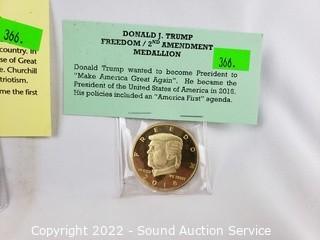 366.
country. In
se of Great
e. Churchill
triotism.
me the first
DONALD J. TRUMP
FREEDOM / 2ND AMENDMENT
MEDALLION
366.
Donald Trump wanted to become President to
"Make America Great Again". He became the
President of the United States of America in 2016.
His policies included an "America First" agenda.
FREEDOM
2016
Copyright 2022 - Sound Auction Service